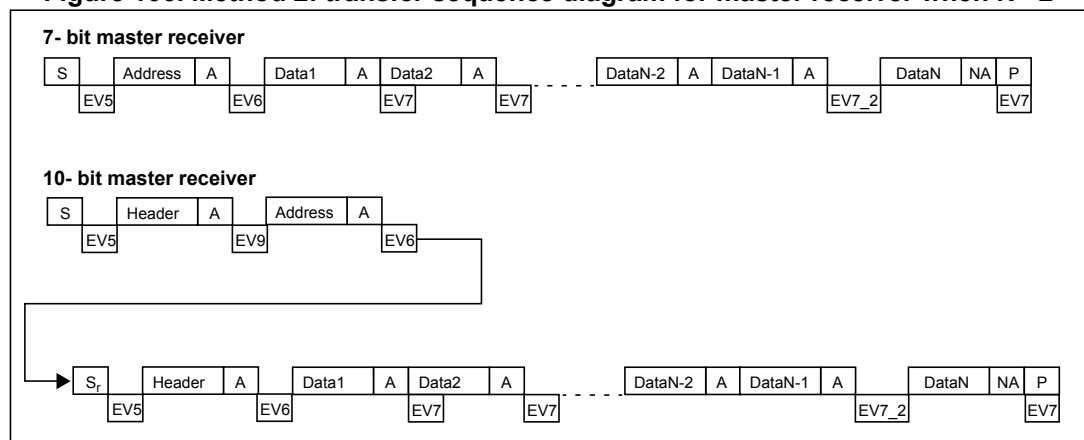 7- bit master receiver
S Address A Data1 A Data2 A DataN-2 A DataN-1 A DataN NA P
EV5 EV6 EV7 EV7 EV7_2 EV7
10- bit master receiver
S Header A Address A
EV5 EV9 EV6
Sr Header A Data1 A Data2 A DataN-2 A DataN-1 A DataN NA P
EV5 EV6 EV7 EV7 EV7_2 EV7